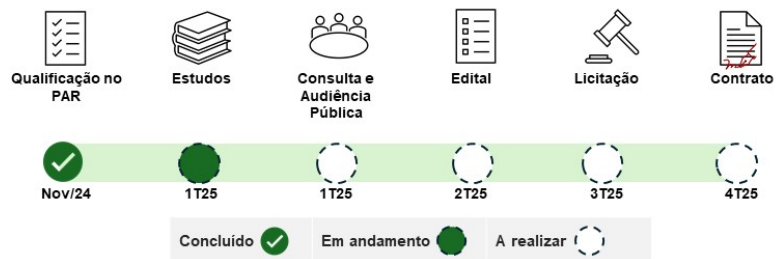 Qualificação no
PAR
Estudos
Consulta e
Audiência
Pública
Edital
Licitação
Contrato
Nov/24
1T25
1T25
2T25
3T25
4T25
Concluído
Em andamento
A realizar